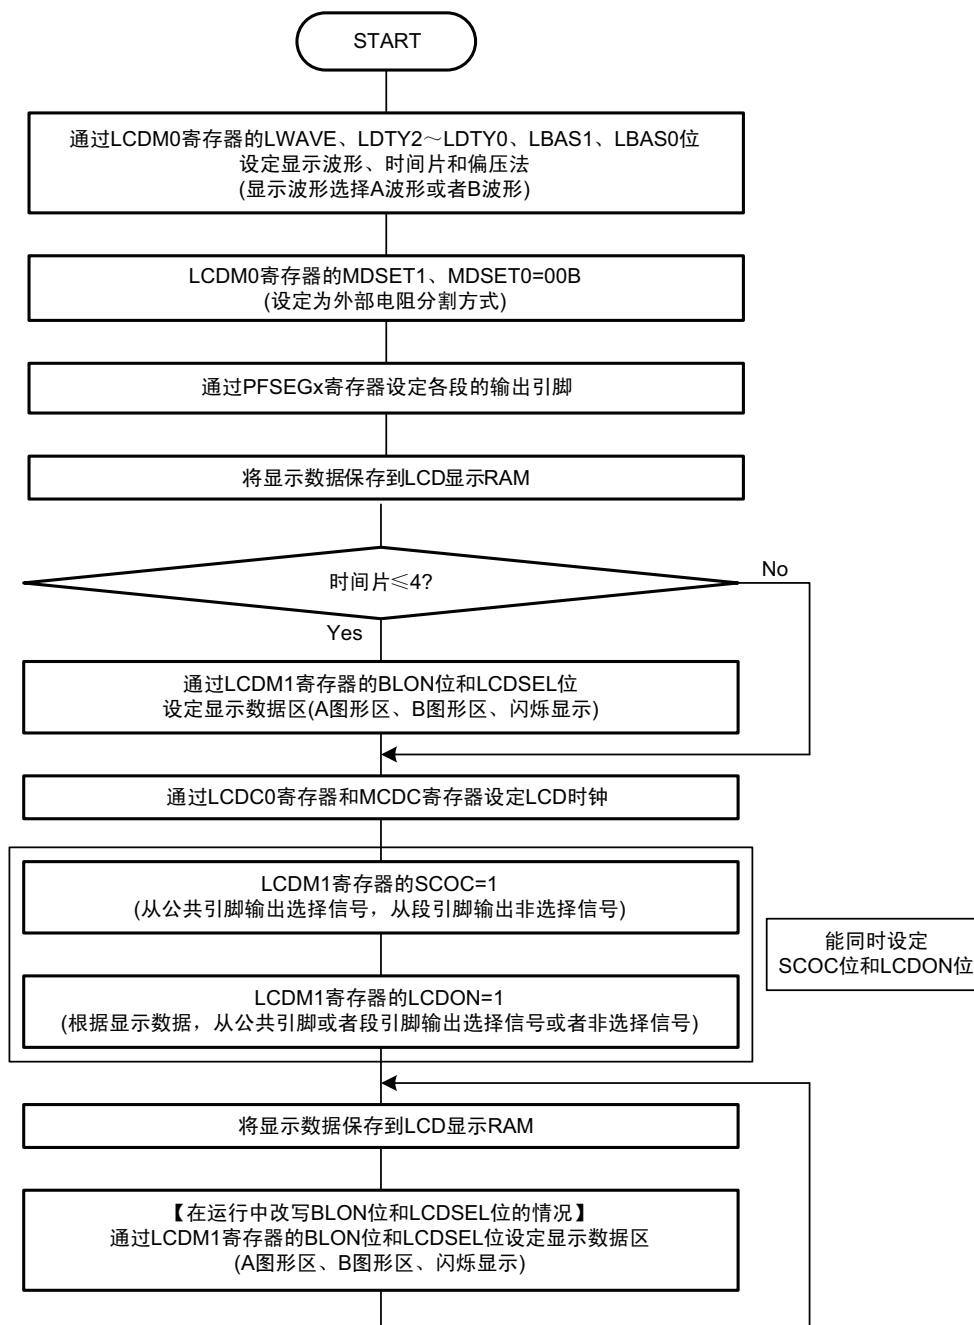 START
通过LCDM0寄存器的LWAVE、LDTY2～LDTY0、LBAS1、LBAS0位
设定显示波形、时间片和偏压法
(显示波形选择A波形或者B波形)
LCDM0寄存器的MDSET1、MDSET0=00B
(设定为外部电阻分割方式)
通过PFSEGx寄存器设定各段的输出引脚
将显示数据保存到LCD显示RAM
时间片≤4?
No
Yes
通过LCDM1寄存器的BLON位和LCDSEL位
设定显示数据区(A图形区、B图形区、闪烁显示)
通过LCDC0寄存器和MCDC寄存器设定LCD时钟
LCDM1寄存器的SCOC=1
(从公共引脚输出选择信号，从段引脚输出非选择信号)
能同时设定
SCOC位和LCDON位
LCDM1寄存器的LCDON=1
(根据显示数据，从公共引脚或者段引脚输出选择信号或者非选择信号)
将显示数据保存到LCD显示RAM
【在运行中改写BLON位和LCDSEL位的情况】
通过LCDM1寄存器的BLON位和LCDSEL位设定显示数据区
(A图形区、B图形区、闪烁显示)